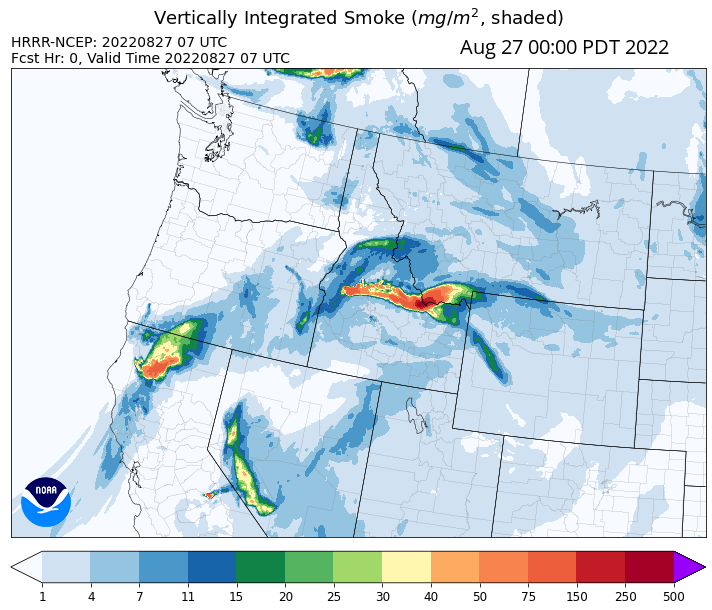 Vertically Integrated Smoke (mg/m², shaded)
HRRR-NCEP: 20220827 07 UTC
Fcst Hr: 0, Valid Time 20220827 07 UTC
Aug 27 00:00 PDT 2022
NOAA
1 4 7 11 15 20 25 30 40 50 75 150 250 500